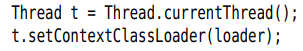 Thread t = Thread.currentThread();
t.setContextClassLoader(loader);